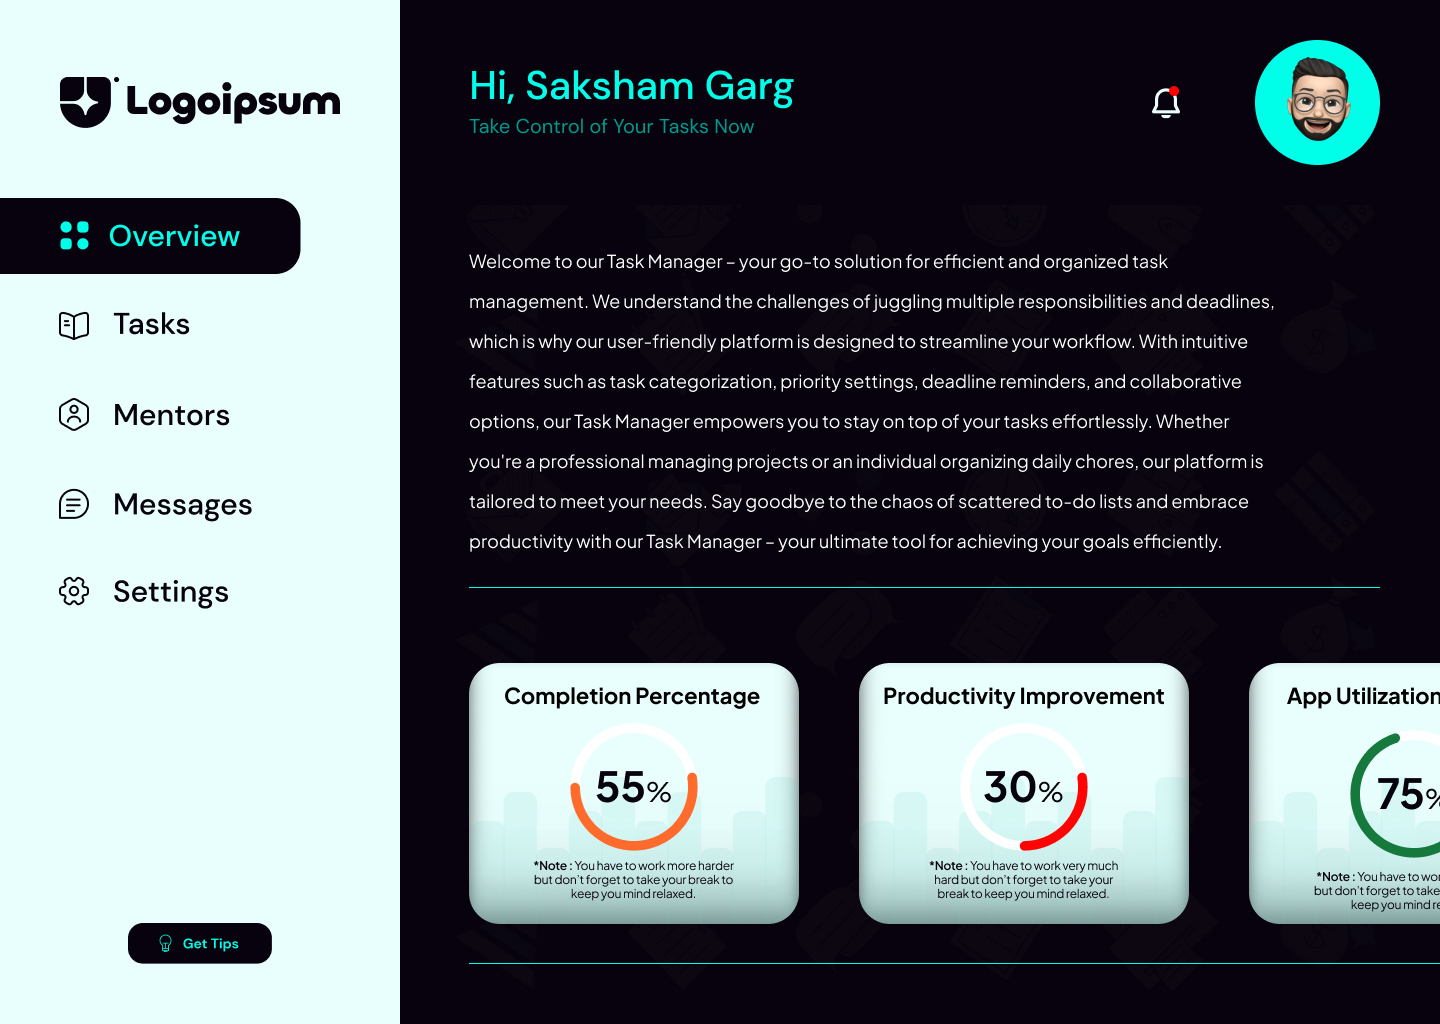 Logoipsum
Overview
Tasks
Mentors
Messages
Settings
Get Tips
Hi, Saksham Garg
Take Control of Your Tasks Now
Welcome to our Task Manager – your go-to solution for efficient and organized task
management. We understand the challenges of juggling multiple responsibilities and deadlines,
which is why our user-friendly platform is designed to streamline your workflow. With intuitive
features such as task categorization, priority settings, deadline reminders, and collaborative
options, our Task Manager empowers you to stay on top of your tasks effortlessly. Whether
you're a professional managing projects or an individual organizing daily chores, our platform is
tailored to meet your needs. Say goodbye to the chaos of scattered to-do lists and embrace
productivity with our Task Manager – your ultimate tool for achieving your goals efficiently.
Completion Percentage
55%
*Note : You have to work more harder
but don't forget to take your break to
keep you mind relaxed.
Productivity Improvement
30%
*Note : You have to work very much
hard but don't forget to take your
break to keep you mind relaxed.
App Utilization
75%
*Note : You have to
but don't forget to take
keep you mind